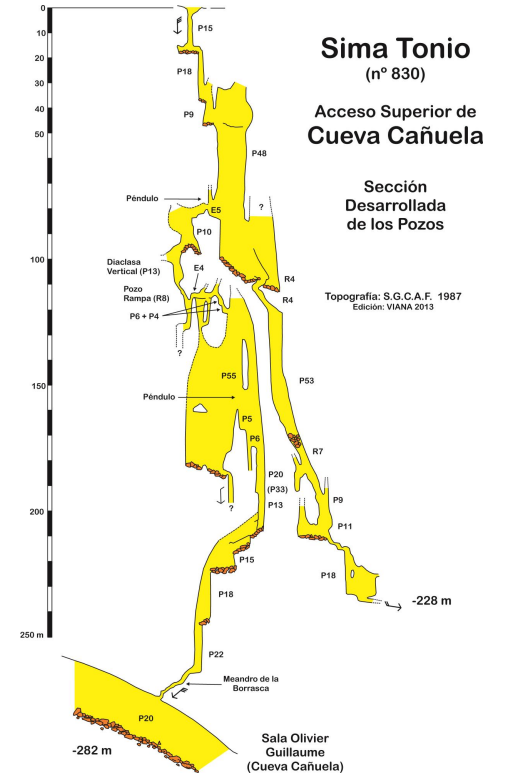 0
10
20
30
40
50
100
150
200
250 m
P15
P18
P9
Sima Tonio
(nº 830)
Acceso Superior de
Cueva Cañuela
P48
Sección
Desarrollada
de los Pozos
Péndulo
?
E5
P10
Diaclasa
Vertical (P13)
E4
R4
R4
Pozo
Rampa (R8)
P6 + P4
Topografía: S.G.C.A.F. 1987
Edición: VIANA 2013
?
P55
P53
Péndulo
P5
P6
R7
P20
(P33)
P13
P9
?
P11
P15
P18
P18
-228 m
P22
Meandro de la
Borrasca
P20
-282 m
Sala Olivier
Guillaume
(Cueva Cañuela)